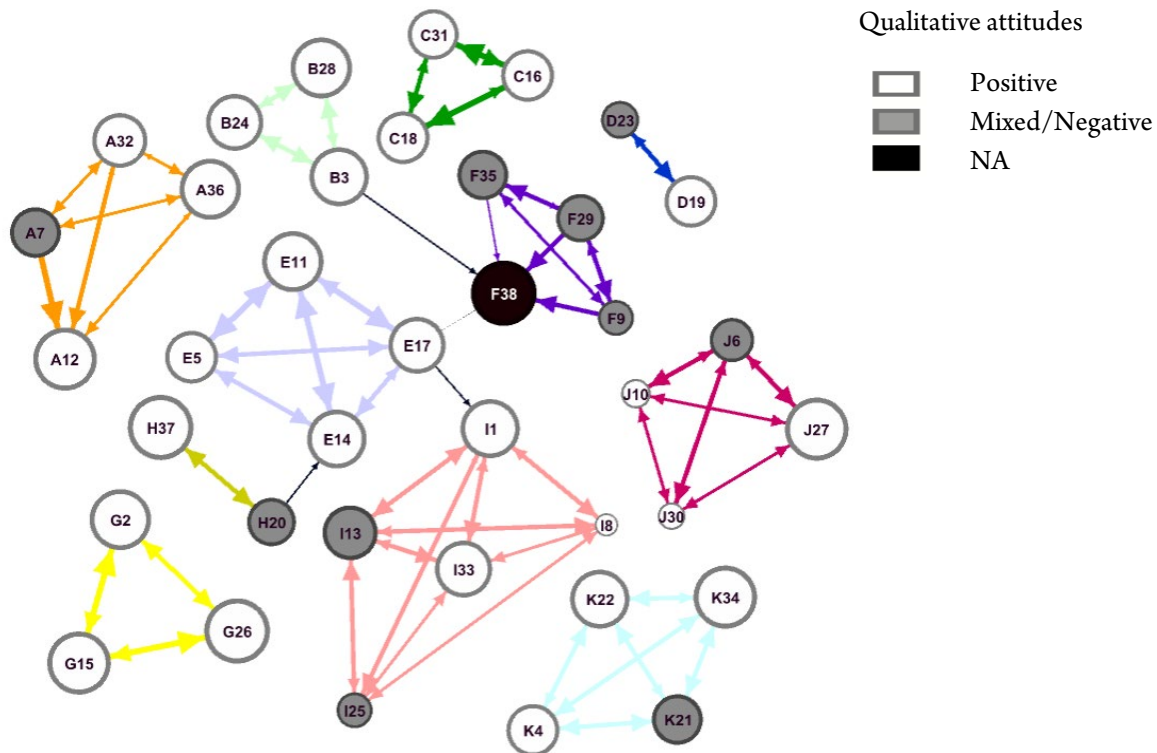 Qualitative attitudes
Positive
Mixed/Negative
NA
C31
C16
C18
B28
B24
B3
D23
D19
A32
A36
A7
A12
F35
F29
F38
F9
E11
E5
E17
E14
J6
J10
J27
J30
H37
H20
I1
I13
I8
I33
I25
G2
G26
G15
K22
K34
K4
K21